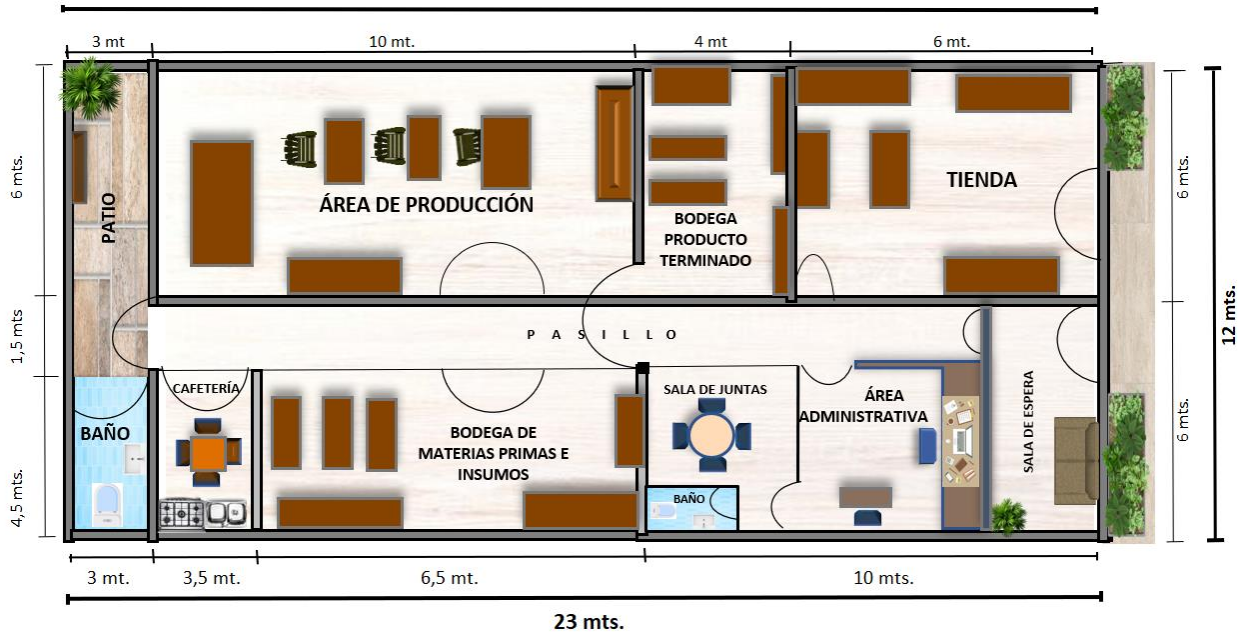 3 mt
10 mt.
4 mt
6 mt.
6 mts.
1,5 mts
4,5 mts.
PATIO
ÁREA DE PRODUCCIÓN
BODEGA
PRODUCTO
TERMINADO
TIENDA
6 mts.
12 mts.
6 mts.
PASILLO
BAÑO
CAFETERÍA
BODEGA DE
MATERIAS PRIMAS E
INSUMOS
SALA DE JUNTAS
BAÑO
ÁREA
ADMINISTRATIVA
SALA DE ESPERA
3 mt.
3,5 mt.
6,5 mt.
10 mts.
23 mts.